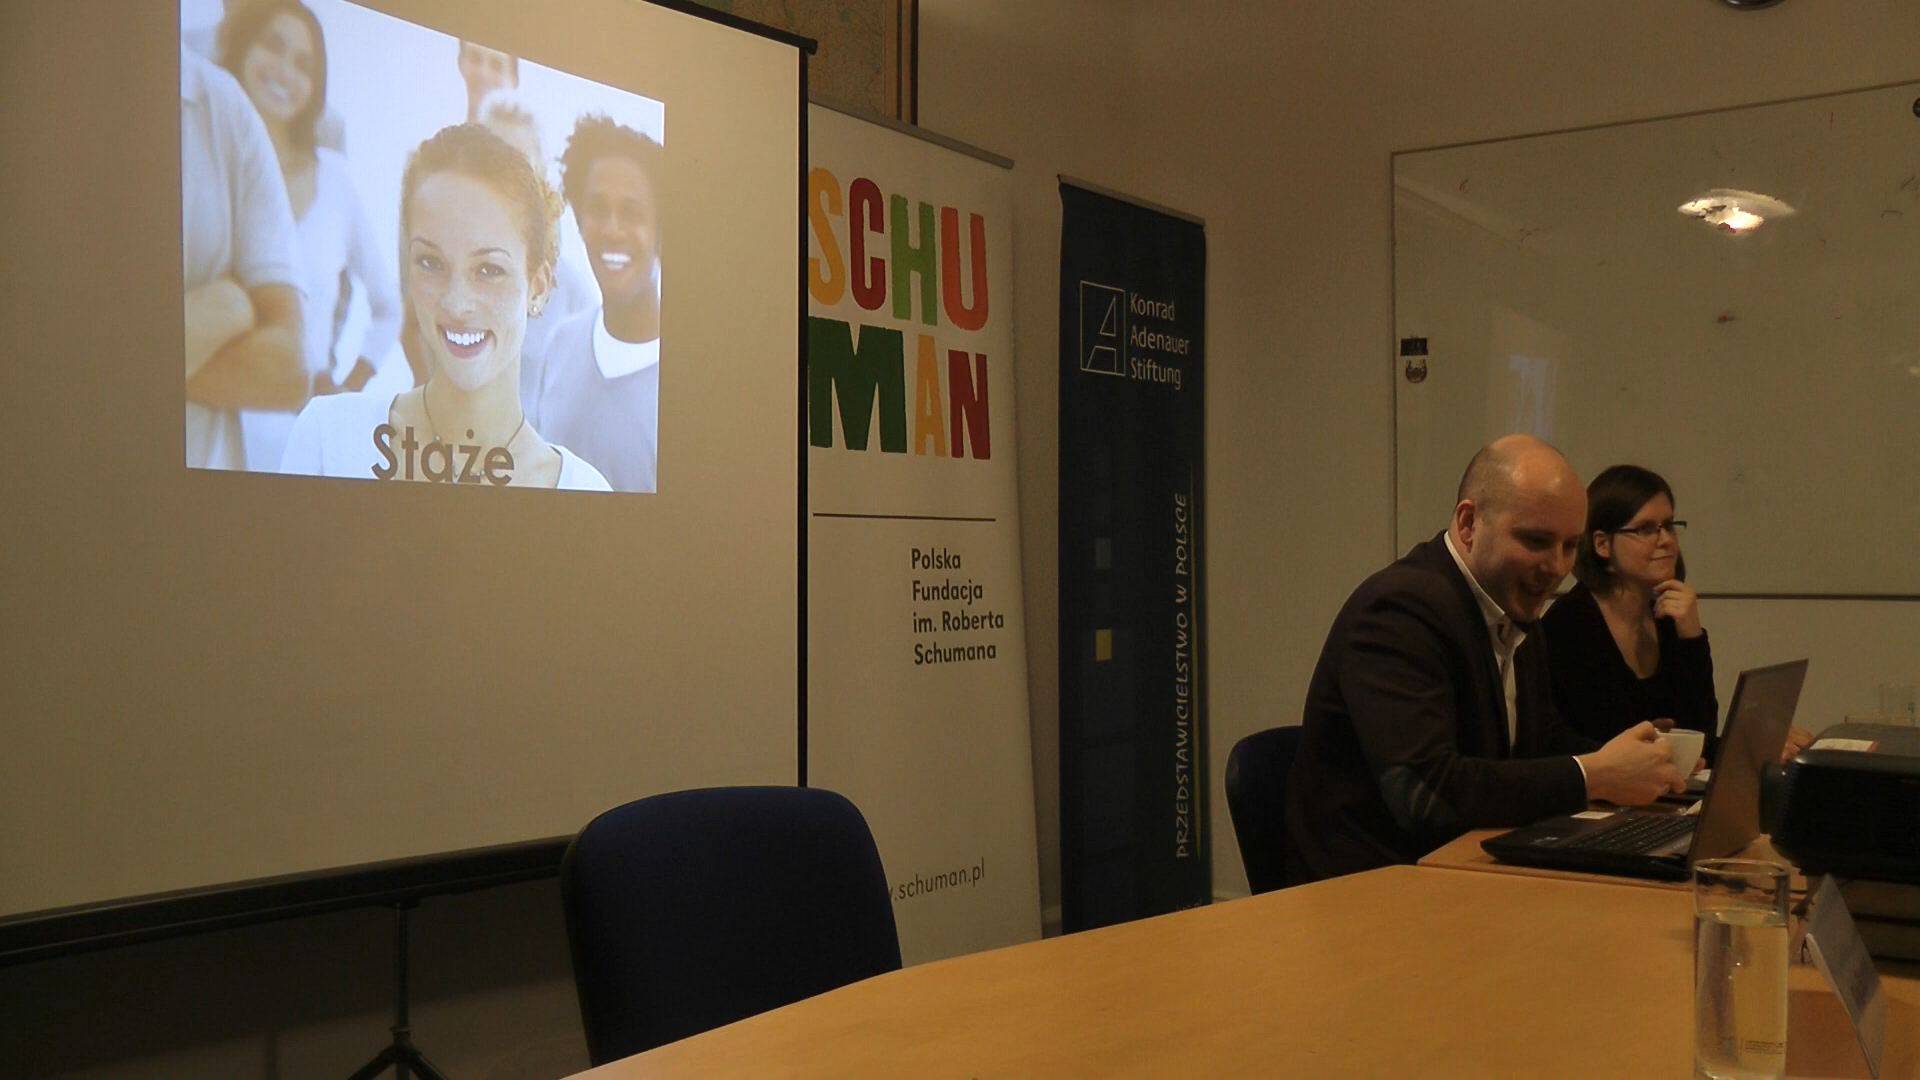 Staże
SCHU
MAN
Polska
Fundacja
im. Roberta
Schumana
.schuman.pl
Konrad
Adenauer
Stiftung
PRZEDSTAWICIELSTWO W POLSCE